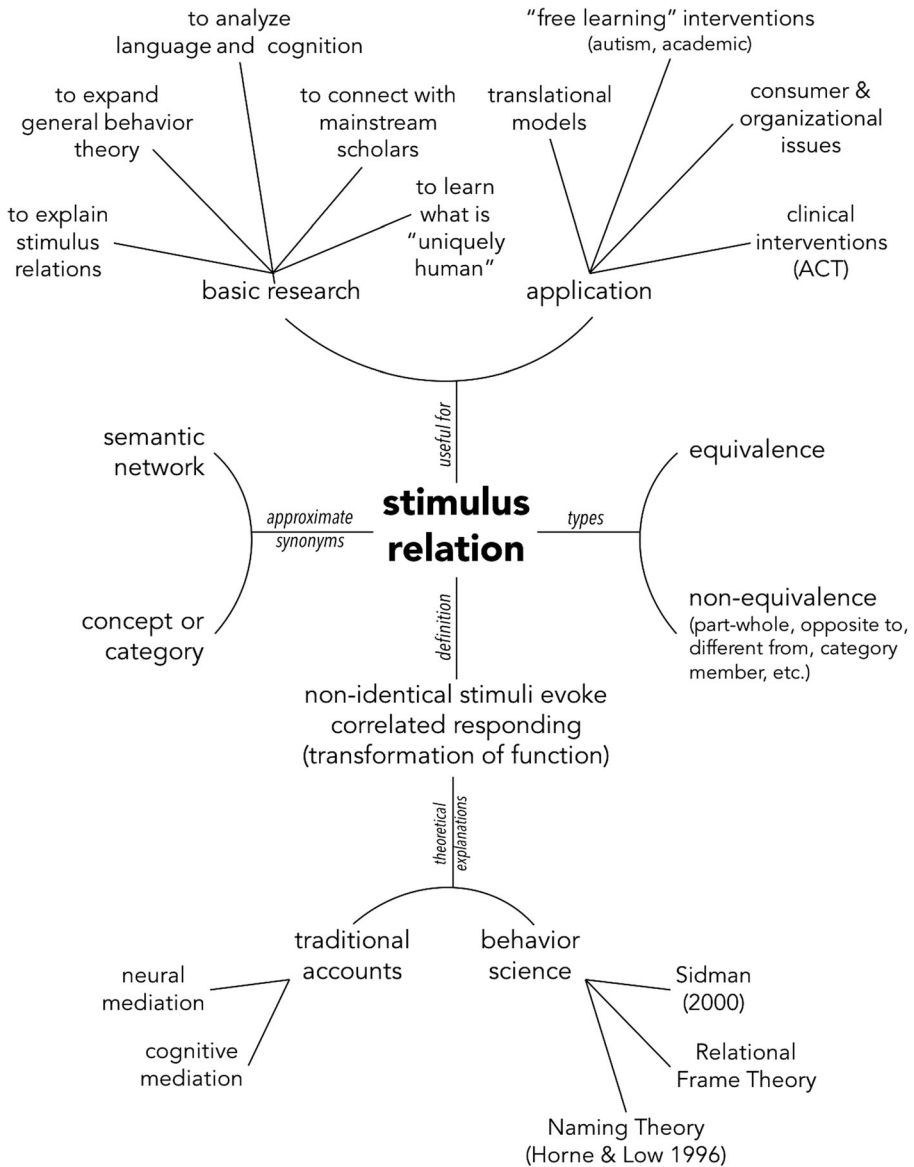 to analyze
language and cognition
"free learning" interventions
(autism, academic)
to expand
general behavior
theory
to connect with
mainstream
scholars
translational
models
consumer &
organizational
issues
to explain
stimulus
relations
to learn
what is
"uniquely
human"
clinical
interventions
(ACT)
basic research
application
useful for
semantic
network
equivalence
approximate
synonyms
stimulus
relation
types
concept or
category
definition
non-equivalence
(part-whole, opposite to,
different from, category
member, etc.)
non-identical stimuli evoke
correlated responding
(transformation of function)
theoretical
explanations
traditional
accounts
behavior
science
neural
mediation
cognitive
mediation
Sidman
(2000)
Relational
Frame Theory
Naming Theory
(Horne & Low 1996)